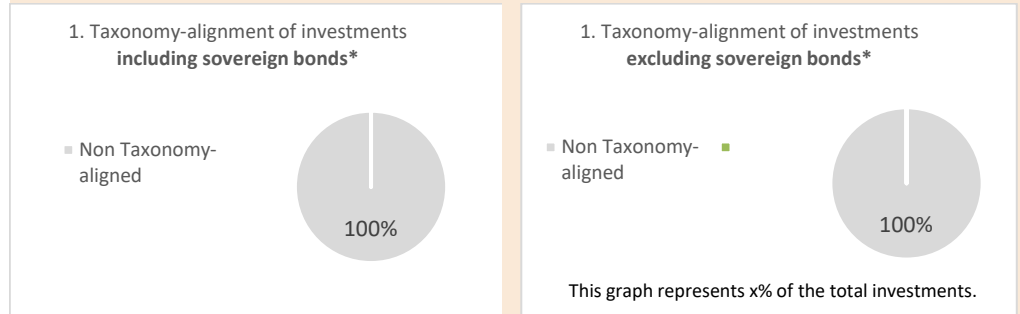 1. Taxonomy-alignment of investments
including sovereign bonds*
Non Taxonomy-
aligned
100%
1. Taxonomy-alignment of investments
excluding sovereign bonds*
Non Taxonomy-
aligned
100%
This graph represents x% of the total investments.